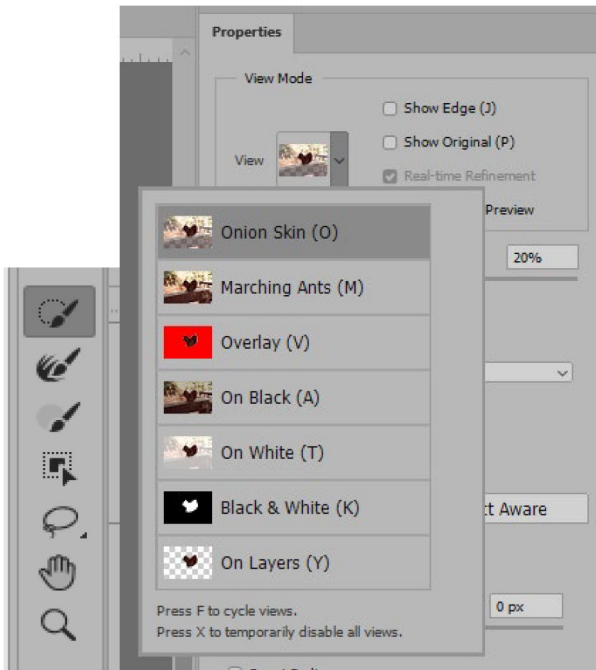 Properties
View Mode
Show Edge (J)
Show Original (P)
View
Real-time Refinement
Preview
Onion Skin (O)
20%
Marching Ants (M)
Overlay (V)
On Black (A)
On White (T)
Black & White (K)
ct Aware
On Layers (Y)
Press F to cycle views.
0 px
Press X to temporarily disable all views.